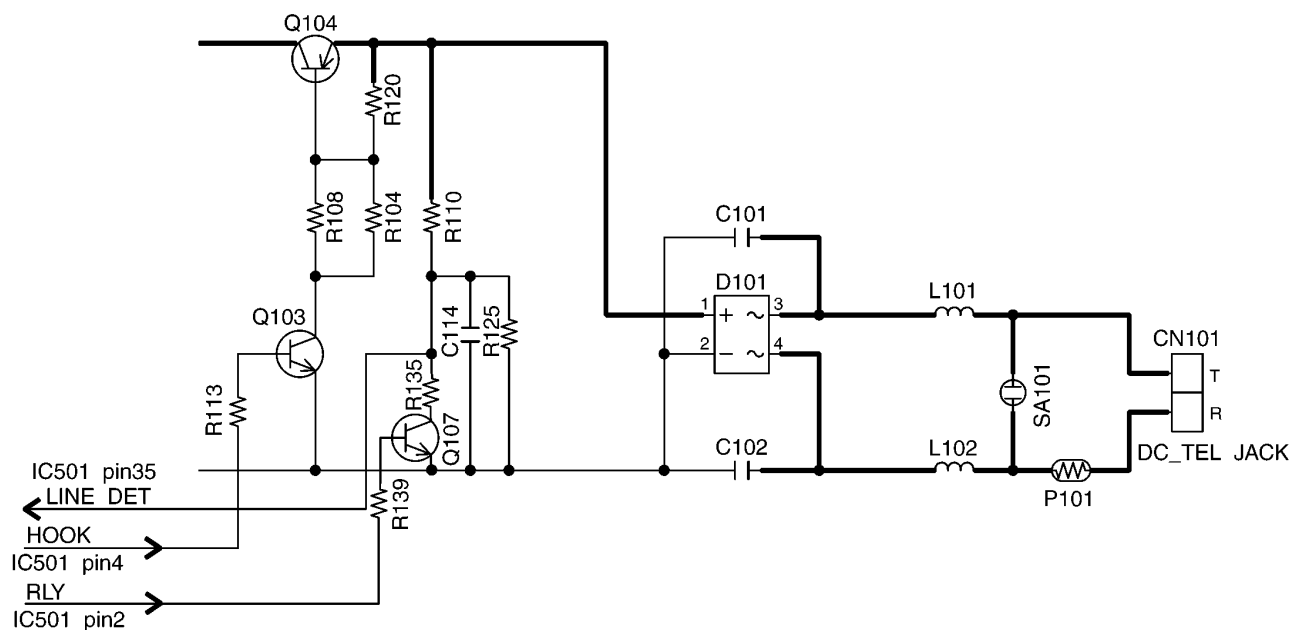 Q104
R120
R108
R104
R110
C101
D101
1 + ~ 3
2 − ~ 4
L101
Q103
C114
R125
CN101
T
R
SA101
R113
R135
Q107
C102
L102
DC_TEL JACK
P101
R139
IC501 pin35
LINE DET
HOOK
IC501 pin4
RLY
IC501 pin2